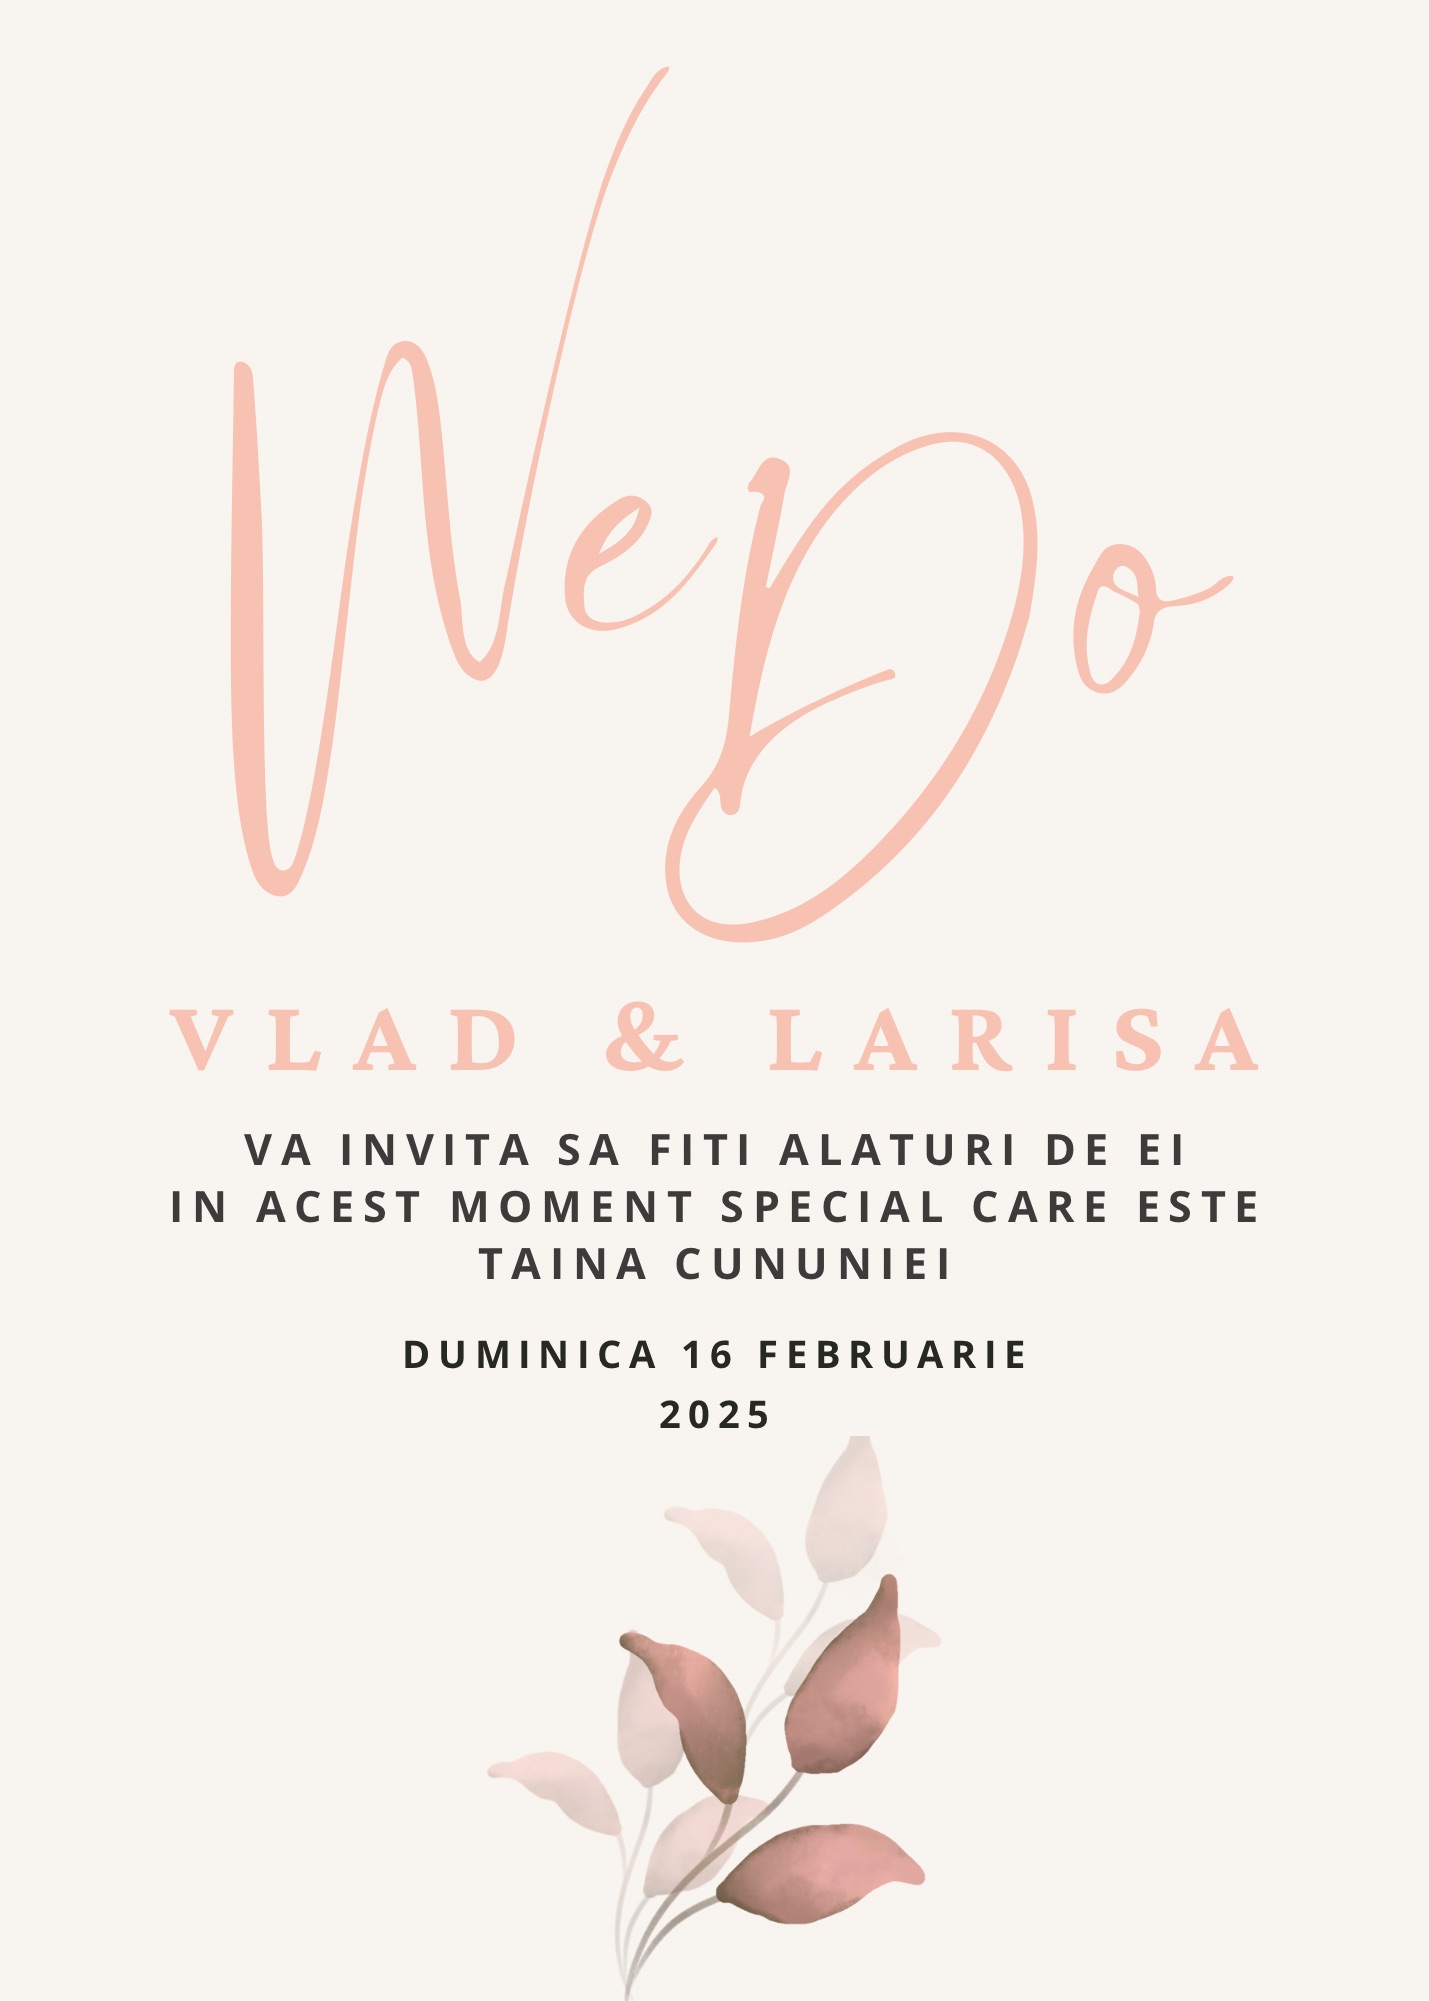 We Do
VLAD & LARISA
VA INVITA SA FITI ALATURI DE EI
IN ACEST MOMENT SPECIAL CARE ESTE
TAINA CUNUNIEI
DUMINICA 16 FEBRUARIE
2025